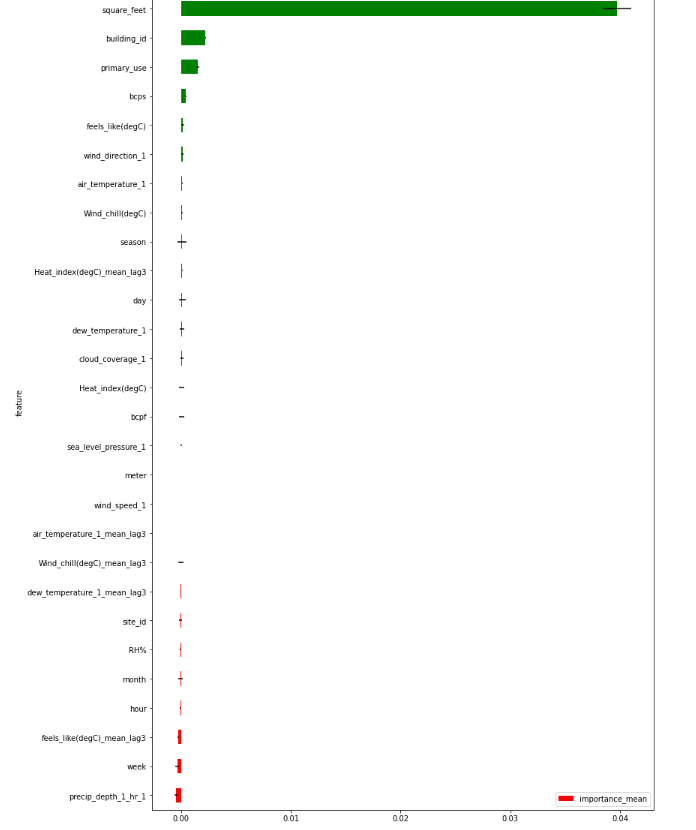 square_feet
building_id
primary_use
bcps
feels_like(degC)
wind_direction_1
air_temperature_1
Wind_chill(degC)
season
Heat_index(degC)_mean_lag3
day
dew_temperature_1
cloud_coverage_1
Heat_index(degC)
bcpf
sea_level_pressure_1
meter
wind_speed_1
air_temperature_1_mean_lag3
Wind_chill(degC)_mean_lag3
dew_temperature_1_mean_lag3
site_id
RH%
month
hour
feels_like(degC)_mean_lag3
week
precip_depth_1_hr_1
feature
importance_mean
0.00 0.01 0.02 0.03 0.04